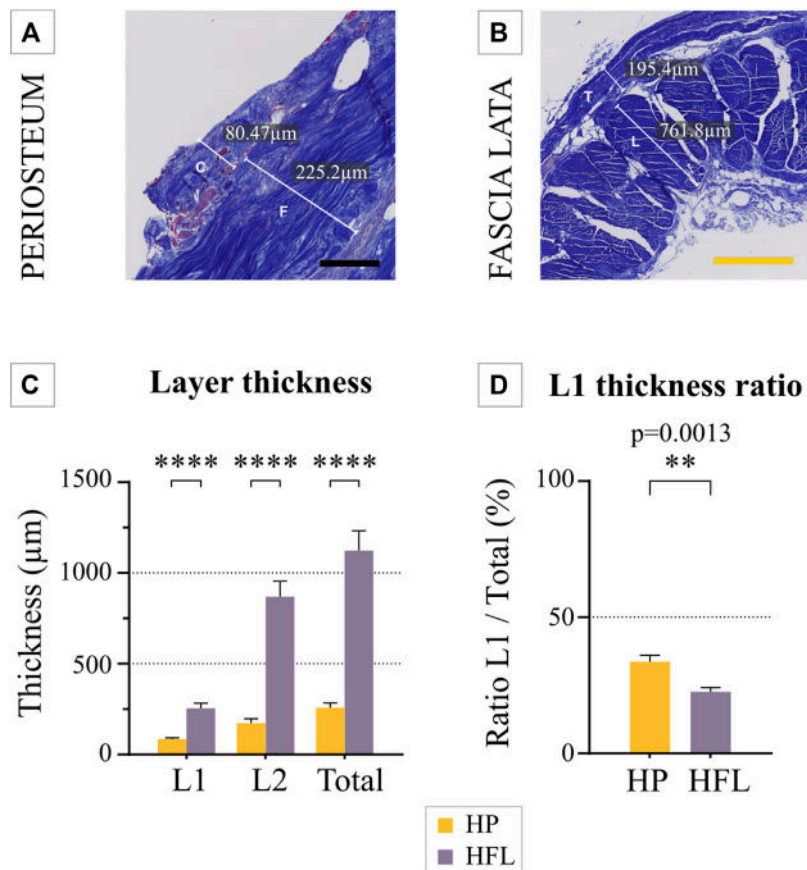 A
PERIOSTEUM
80.47µm
C
225.2µm
F
B
FASCIA LATA
195.4µm
T
761.8µm
L
C
Layer thickness
**** **** ****
Thickness (µm)
1500
1000
500
0
L1 L2 Total
D
L1 thickness ratio
p=0.0013
**
Ratio L1 / Total (%)
100
50
0
HP HFL
HP
HFL